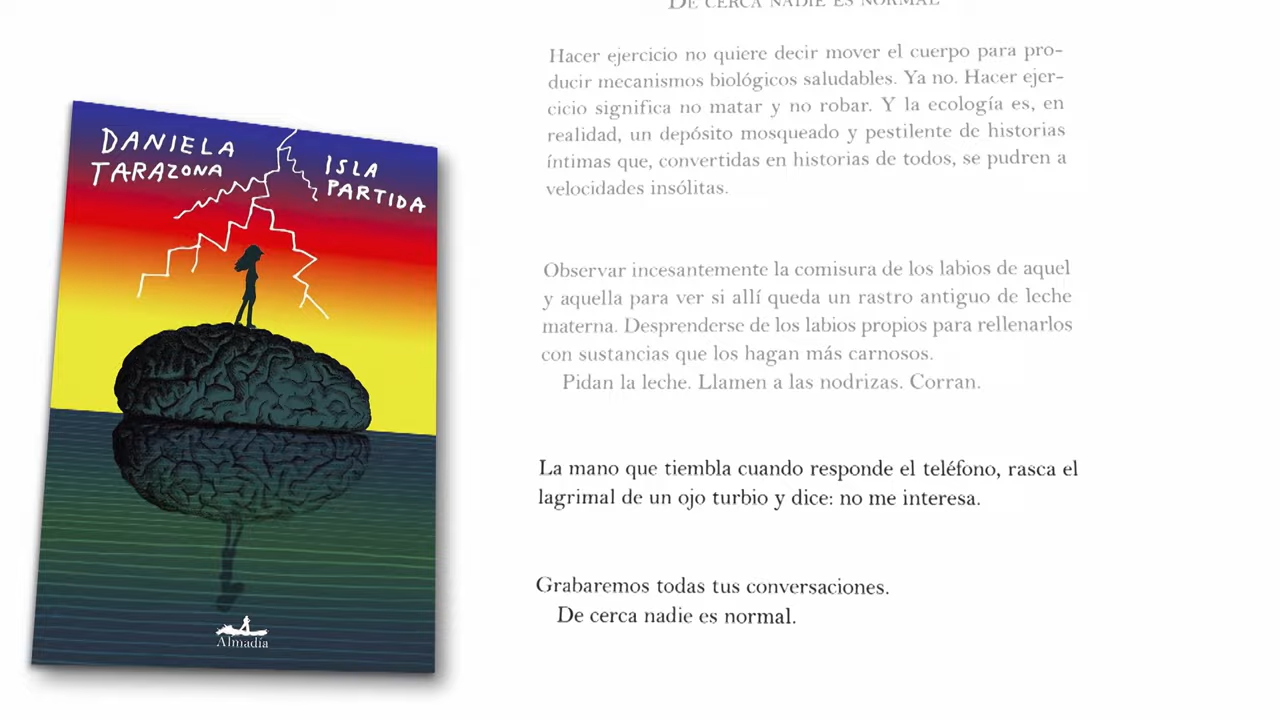 DANIELA
TARAZONA
ISLA
PARTIDA
Almadía
DE CERCA NADIE ES NORMAL
Hacer ejercicio no quiere decir mover el cuerpo para pro-
ducir mecanismos biológicos saludables. Ya no. Hacer ejer-
cicio significa no matar y no robar. Y la ecología es, en
realidad, un depósito mosqueado y pestilente de historias
íntimas que, convertidas en historias de todos, se pudren a
velocidades insólitas.
Observar incesantemente la comisura de los labios de aquel
y aquella para ver si allí queda un rastro antiguo de leche
materna. Desprenderse de los labios propios para rellenarlos
con sustancias que los hagan más carnosos.
Pidan la leche. Llamen a las nodrizas. Corran.
La mano que tiembla cuando responde el teléfono, rasca el
lagrimal de un ojo turbio y dice: no me interesa.
Grabaremos todas tus conversaciones.
De cerca nadie es normal.